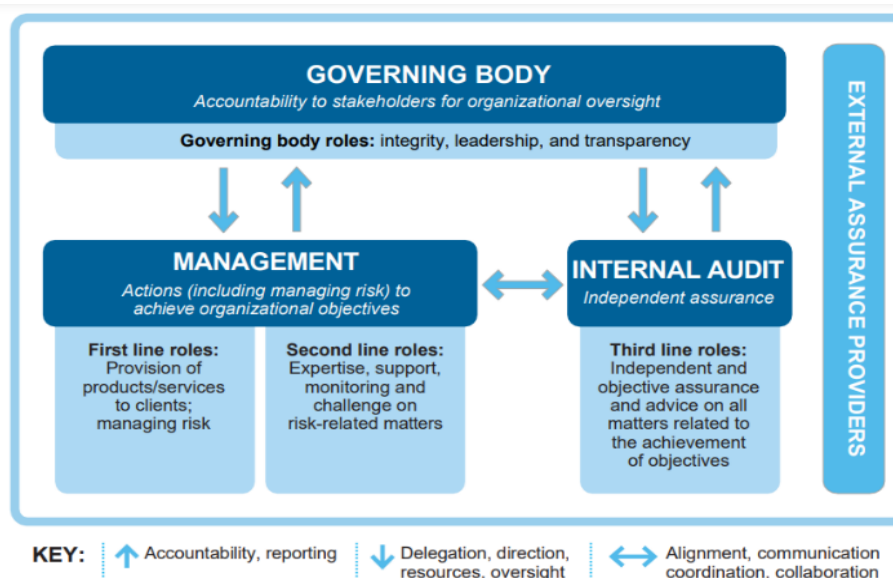 GOVERNING BODY
Accountability to stakeholders for organizational oversight
Governing body roles: integrity, leadership, and transparency
MANAGEMENT
Actions (including managing risk) to
achieve organizational objectives
First line roles:
Provision of
products/services
to clients;
managing risk
Second line roles:
Expertise, support,
monitoring and
challenge on
risk-related matters
INTERNAL AUDIT
Independent assurance
Third line roles:
Independent and
objective assurance
and advice on all
matters related to
the achievement
of objectives
EXTERNAL ASSURANCE PROVIDERS
KEY:
Accountability, reporting
Delegation, direction,
resources, oversight
Alignment, communication
coordination, collaboration